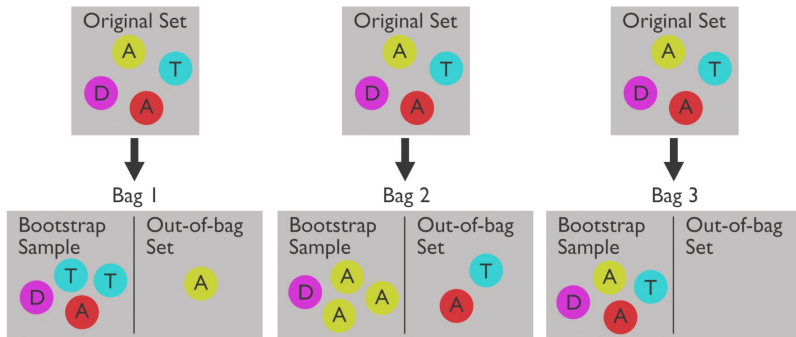 Original Set
A
T
D
A
Original Set
A
T
D
A
Original Set
A
T
D
A
Bag 1
Bag 2
Bag 3
Bootstrap
Sample
T
T
D
A
Out-of-bag
Set
A
Bootstrap
Sample
A
D
A
A
Out-of-bag
Set
T
A
Bootstrap
Sample
A
T
D
A
Out-of-bag
Set